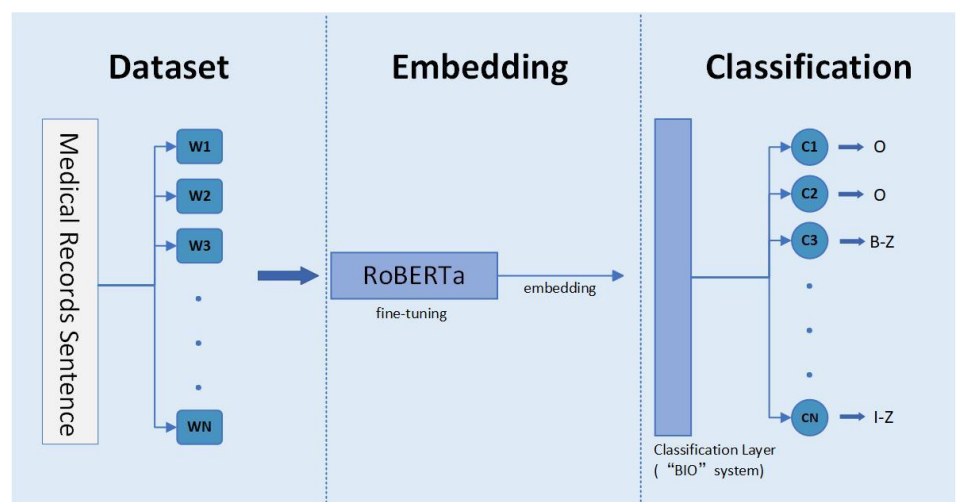 Dataset
Embedding
Classification
Medical Records Sentence
W1
W2
W3
WN
RoBERTa
fine-tuning
embedding
C1
O
C2
O
C3
B-Z
CN
I-Z
Classification Layer
(“BIO”system)